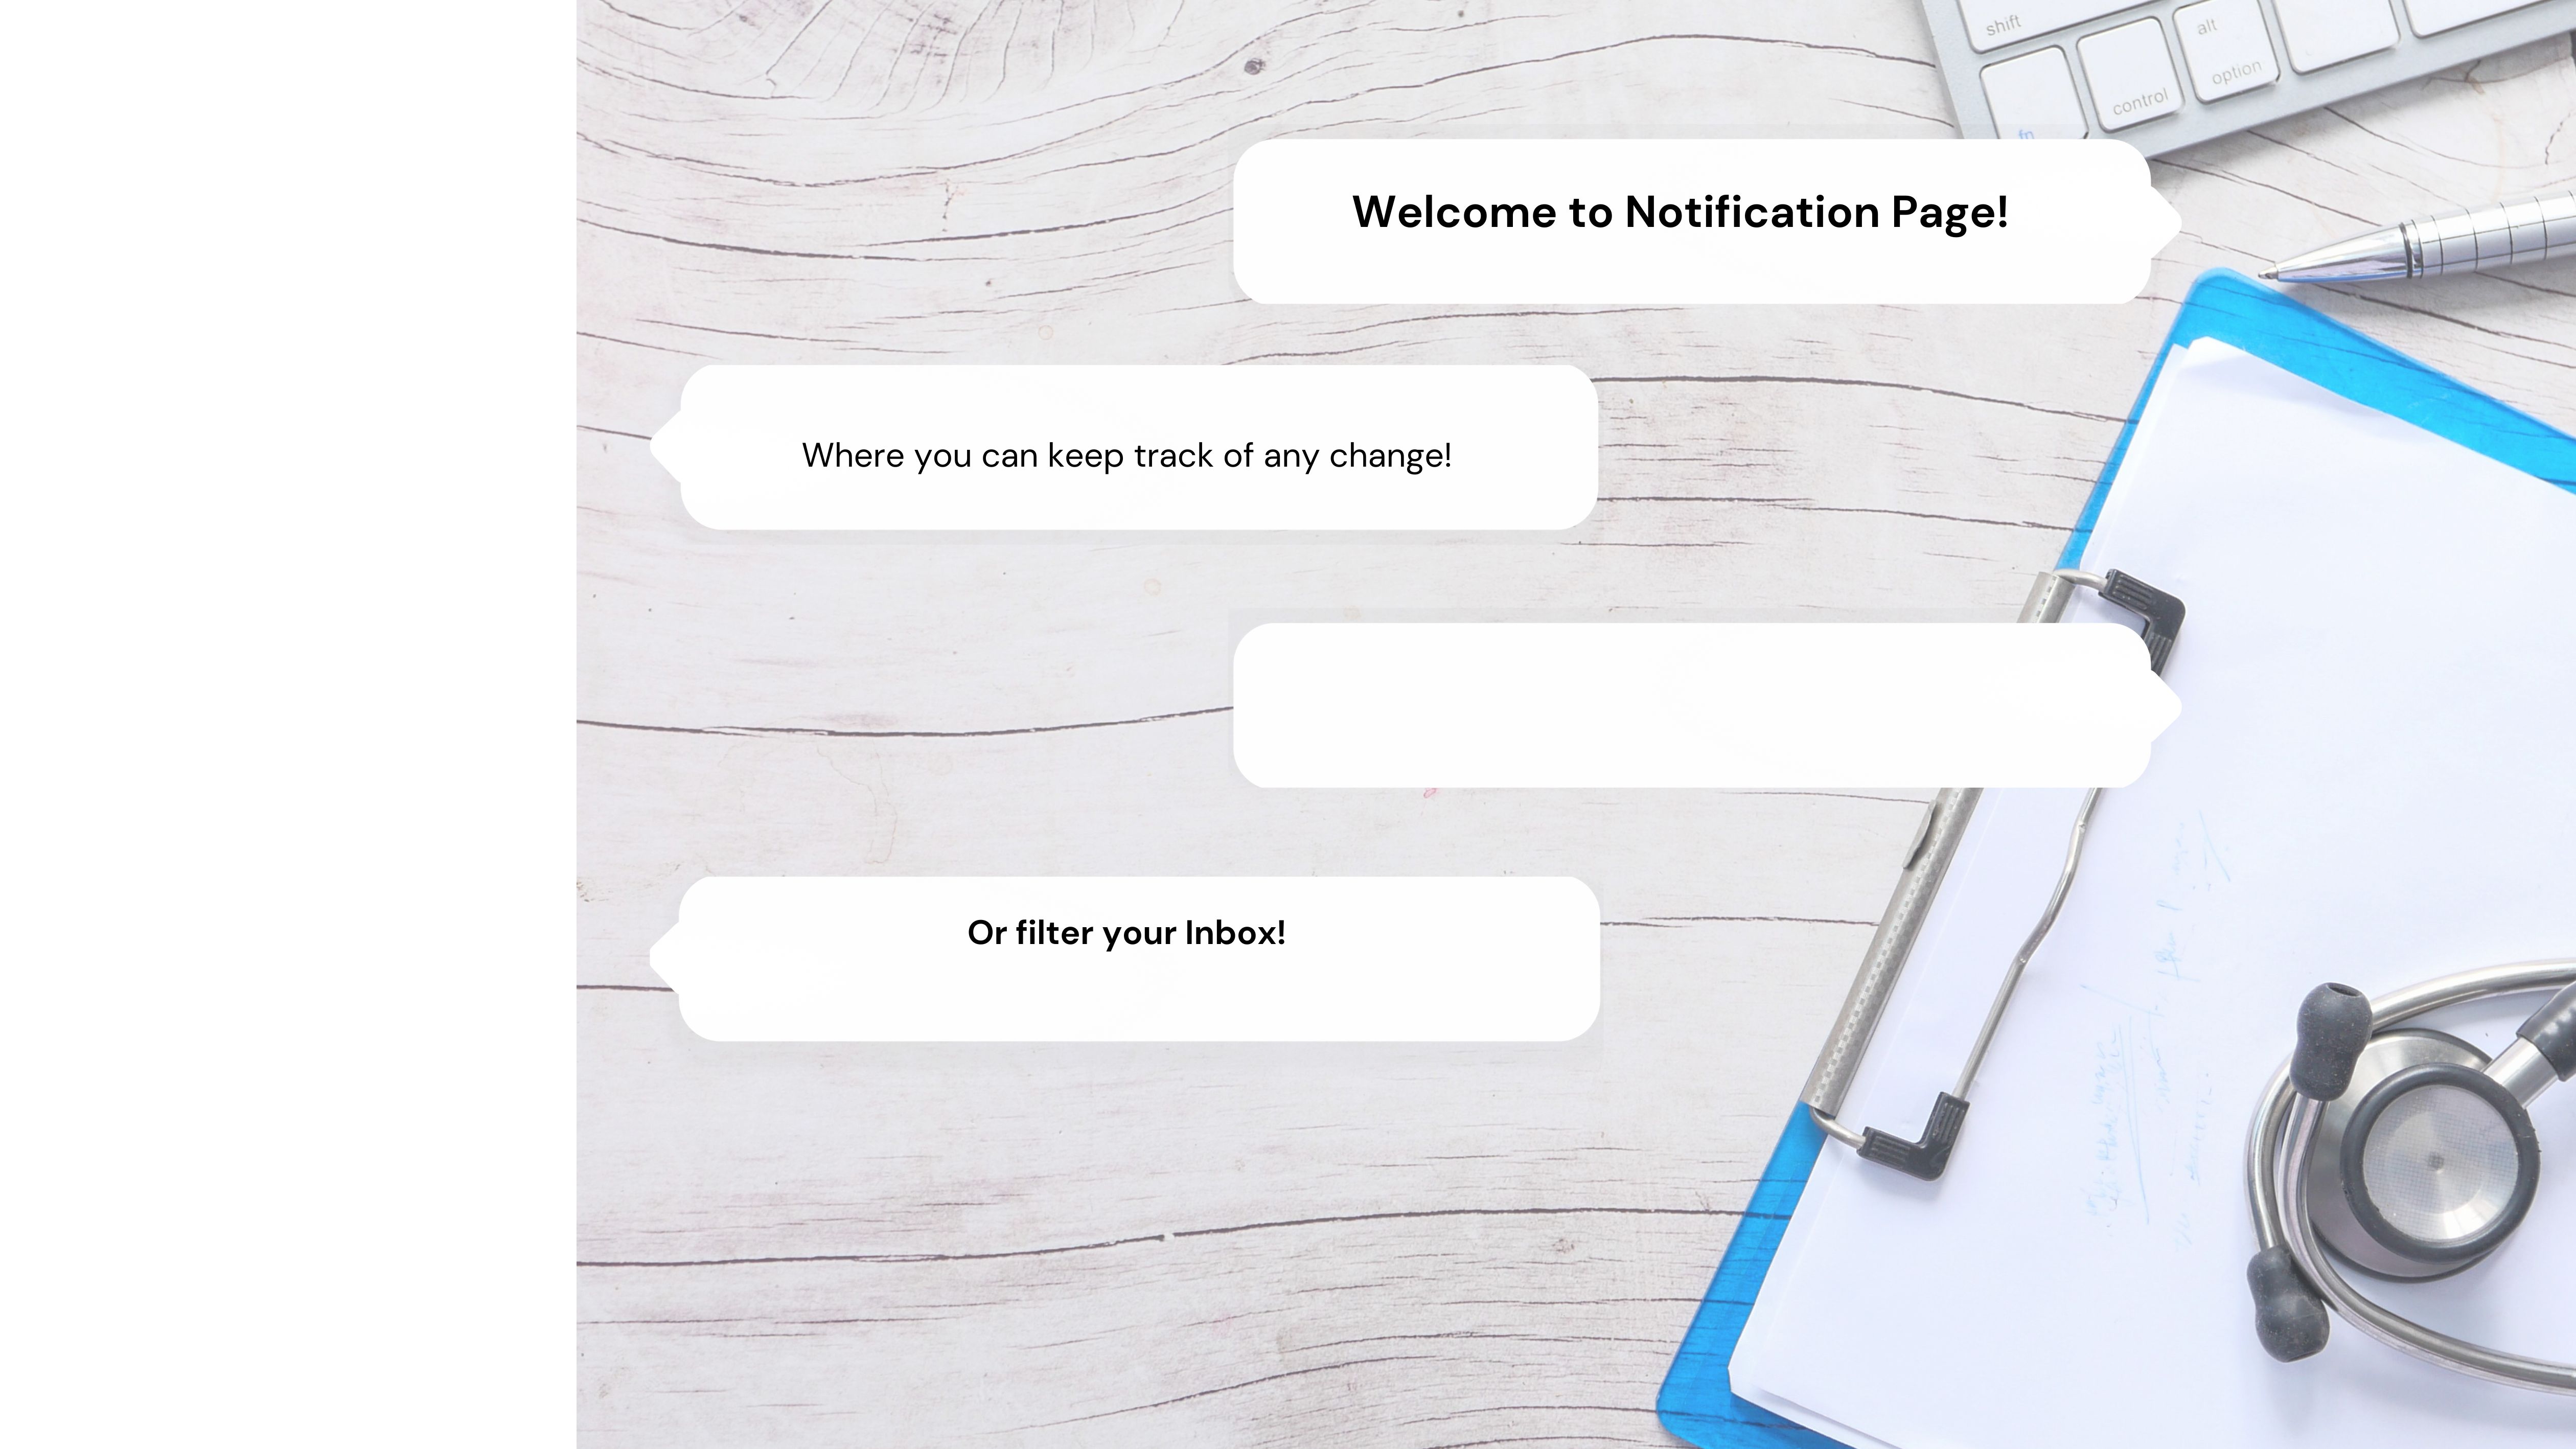 shift
alt
option
control
fn
Welcome to Notification Page!
Where you can keep track of any change!
Or filter your Inbox!